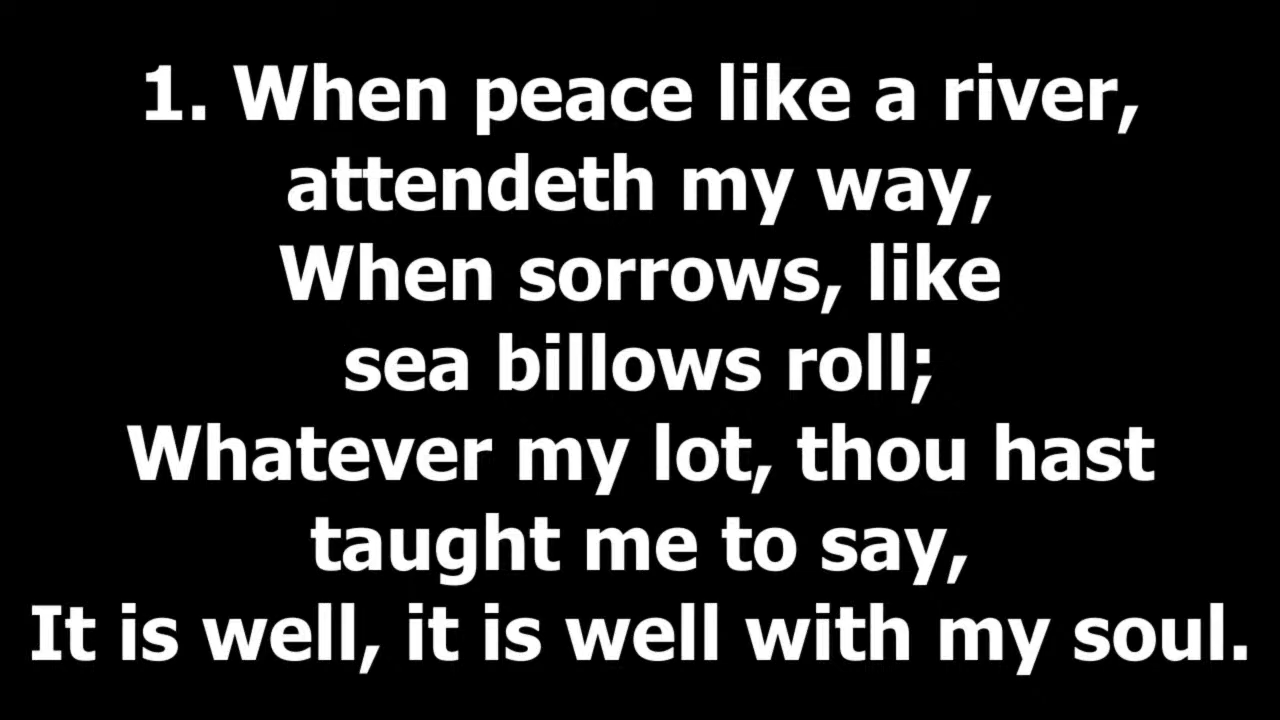 1. When peace like a river,
attendeth my way,
When sorrows, like
sea billows roll;
Whatever my lot, thou hast
taught me to say,
It is well, it is well with my soul.